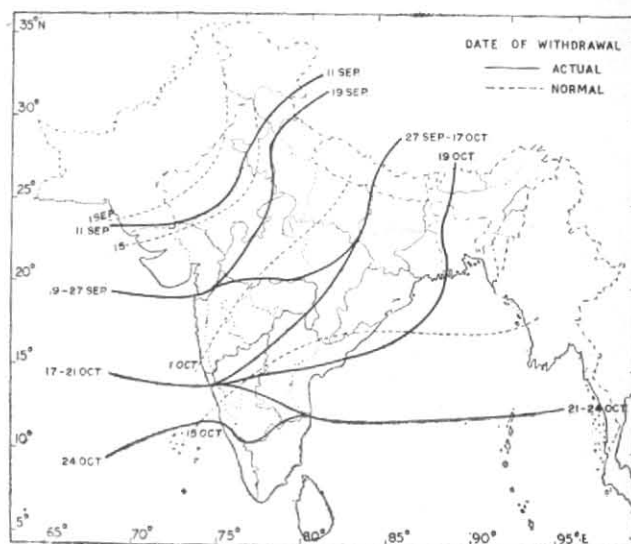 35°N
DATE OF WITHDRAWAL
ACTUAL
NORMAL
11 SEP
19 SEP
30°
27 SEP-17 OCT
19 OCT
25°
1 SEP
11 SEP
15
20°
19-27 SEP
15°
1 OCT
17-21 OCT
21-24 OCT
10°
15 OCT
24 OCT
5°
65° 70° 75° 80° 85° 90° 95°E